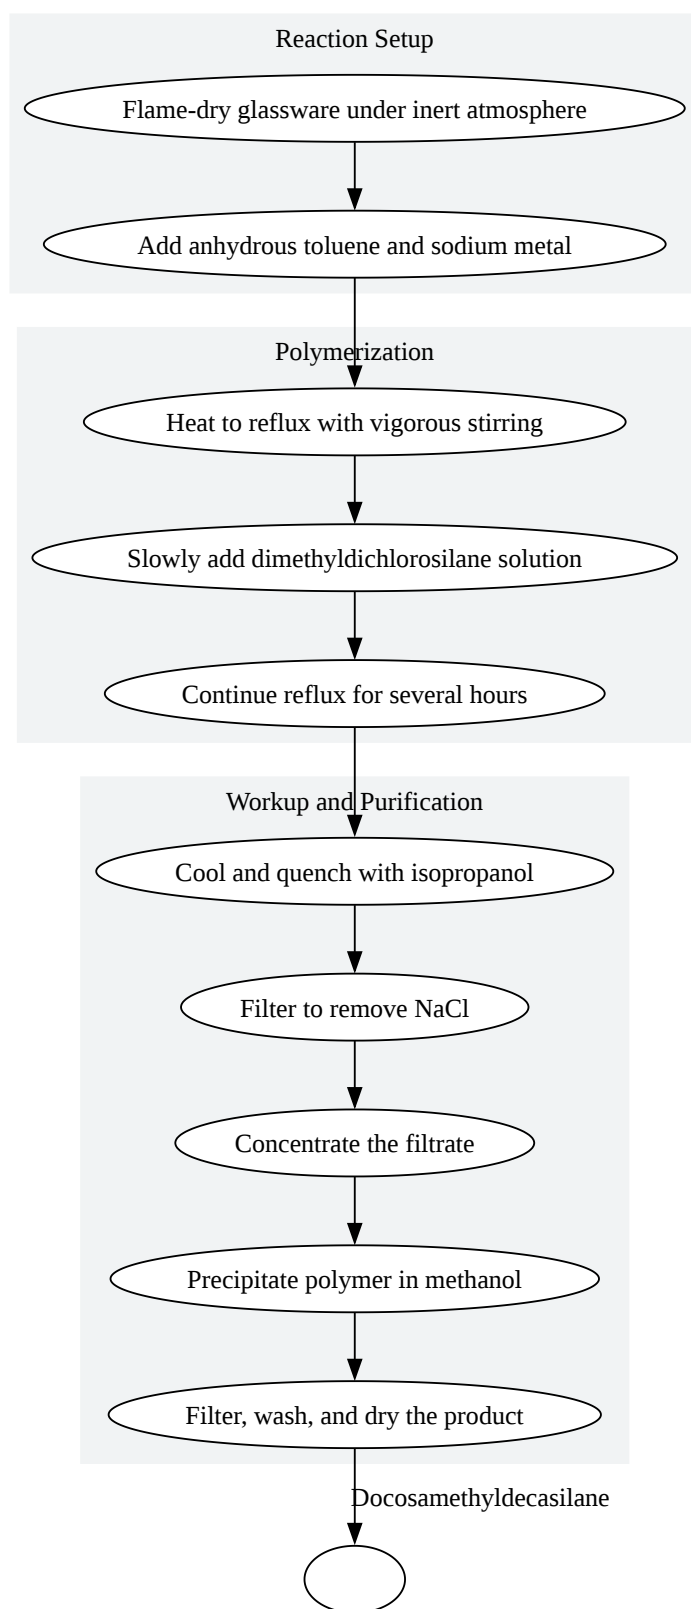 Reaction Setup
Flame-dry glassware under inert atmosphere
Add anhydrous toluene and sodium metal
Polymerization
Heat to reflux with vigorous stirring
Slowly add dimethyldichlorosilane solution
Continue reflux for several hours
Workup and Purification
Cool and quench with isopropanol
Filter to remove NaCl
Concentrate the filtrate
Precipitate polymer in methanol
Filter, wash, and dry the product
Docosamethyldecasilane